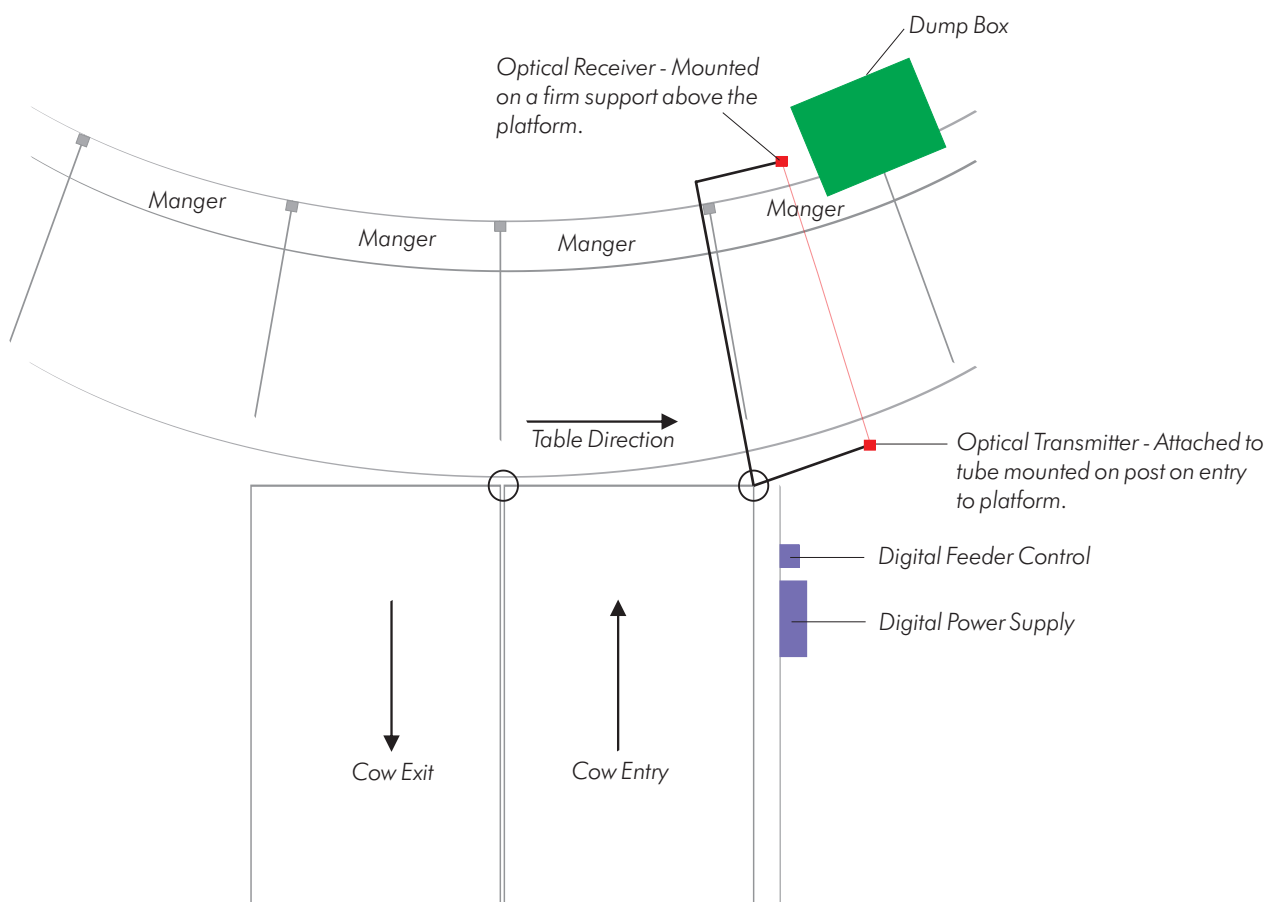 Dump Box
Optical Receiver - Mounted
on a firm support above the
platform.
Manger
Manger
Manger
Manger
Table Direction
Optical Transmitter - Attached to
tube mounted on post on entry
to platform.
Digital Feeder Control
Digital Power Supply
Cow Exit
Cow Entry